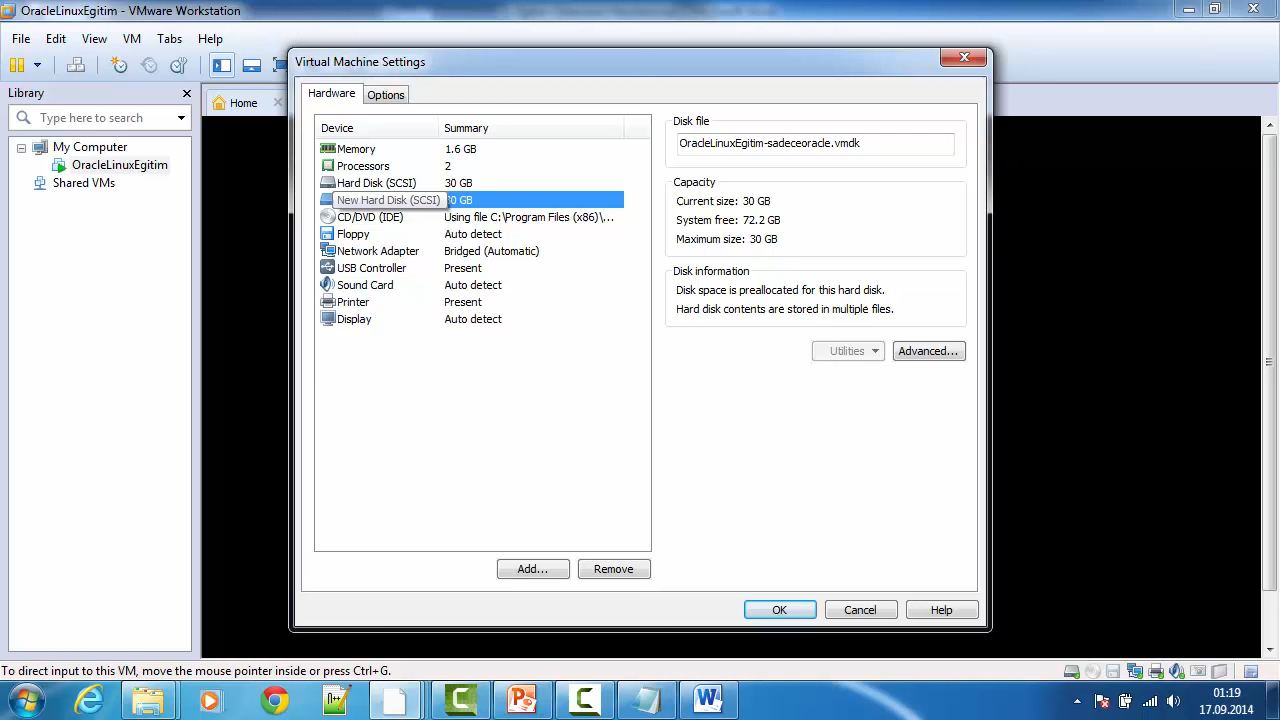 OracleLinuxEgitim - VMware Workstation
File Edit View VM Tabs Help
Library
Type here to search
My Computer
OracleLinuxEgitim
Shared VMs
Home
Virtual Machine Settings
Hardware Options
Device Summary
Memory 1.6 GB
Processors 2
Hard Disk (SCSI) 30 GB
New Hard Disk (SCSI) 30 GB
CD/DVD (IDE) Using file C:\Program Files (x86)\...
Floppy Auto detect
Network Adapter Bridged (Automatic)
USB Controller Present
Sound Card Auto detect
Printer Present
Display Auto detect
Add... Remove
Disk file
OracleLinuxEgitim-sadeceoracle.vmdk
Capacity
Current size: 30 GB
System free: 72.2 GB
Maximum size: 30 GB
Disk information
Disk space is preallocated for this hard disk.
Hard disk contents are stored in multiple files.
Utilities Advanced...
OK Cancel Help
To direct input to this VM, move the mouse pointer inside or press Ctrl+G.
01:19
17.09.2014